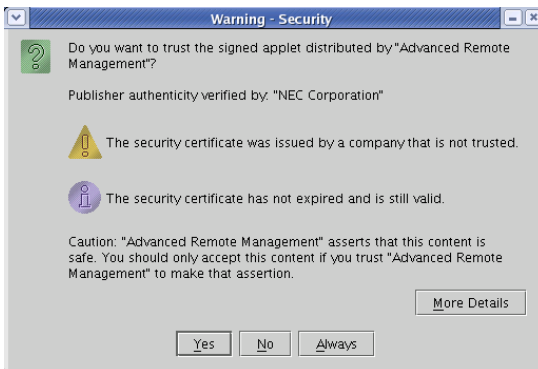 Warning - Security
Do you want to trust the signed applet distributed by "Advanced Remote
Management"?
Publisher authenticity verified by: "NEC Corporation"
The security certificate was issued by a company that is not trusted.
The security certificate has not expired and is still valid.
Caution: "Advanced Remote Management" asserts that this content is
safe. You should only accept this content if you trust "Advanced Remote
Management" to make that assertion.
More Details
Yes No Always